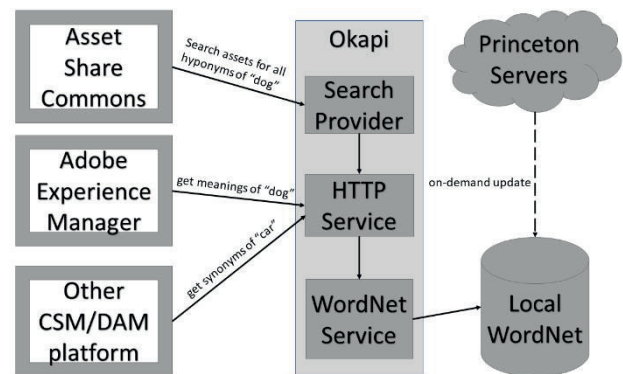 Asset
Share
Commons
Search assets for all
hyponyms of "dog"
Okapi
Search
Provider
Princeton
Servers
Adobe
Experience
Manager
get meanings of "dog"
HTTP
Service
on-demand update
get synonyms of "car"
Other
CSM/DAM
platform
WordNet
Service
Local
WordNet